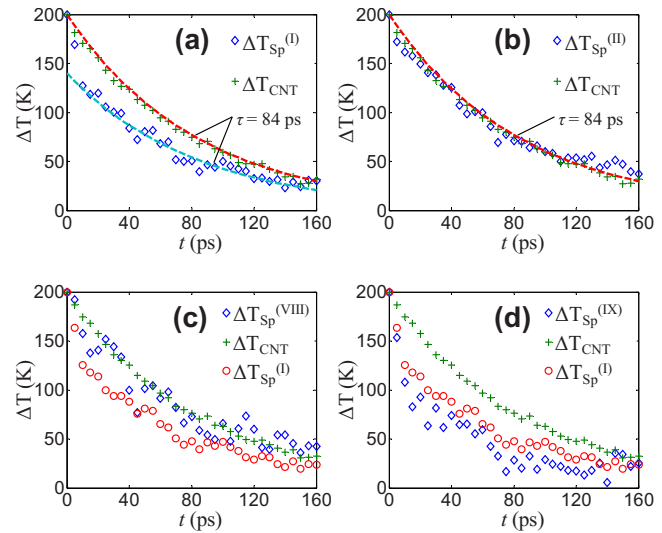 200
150
100
50
0
ΔT (K)
0 40 80 120 160
t (ps)
(a)
ΔT_Sp^(I)
ΔT_CNT
τ = 84 ps
200
150
100
50
0
ΔT (K)
0 40 80 120 160
t (ps)
(b)
ΔT_Sp^(II)
ΔT_CNT
τ = 84 ps
200
150
100
50
0
ΔT (K)
0 40 80 120 160
t (ps)
(c)
ΔT_Sp^(VIII)
ΔT_CNT
ΔT_Sp^(I)
200
150
100
50
0
ΔT (K)
0 40 80 120 160
t (ps)
(d)
ΔT_Sp^(IX)
ΔT_CNT
ΔT_Sp^(I)